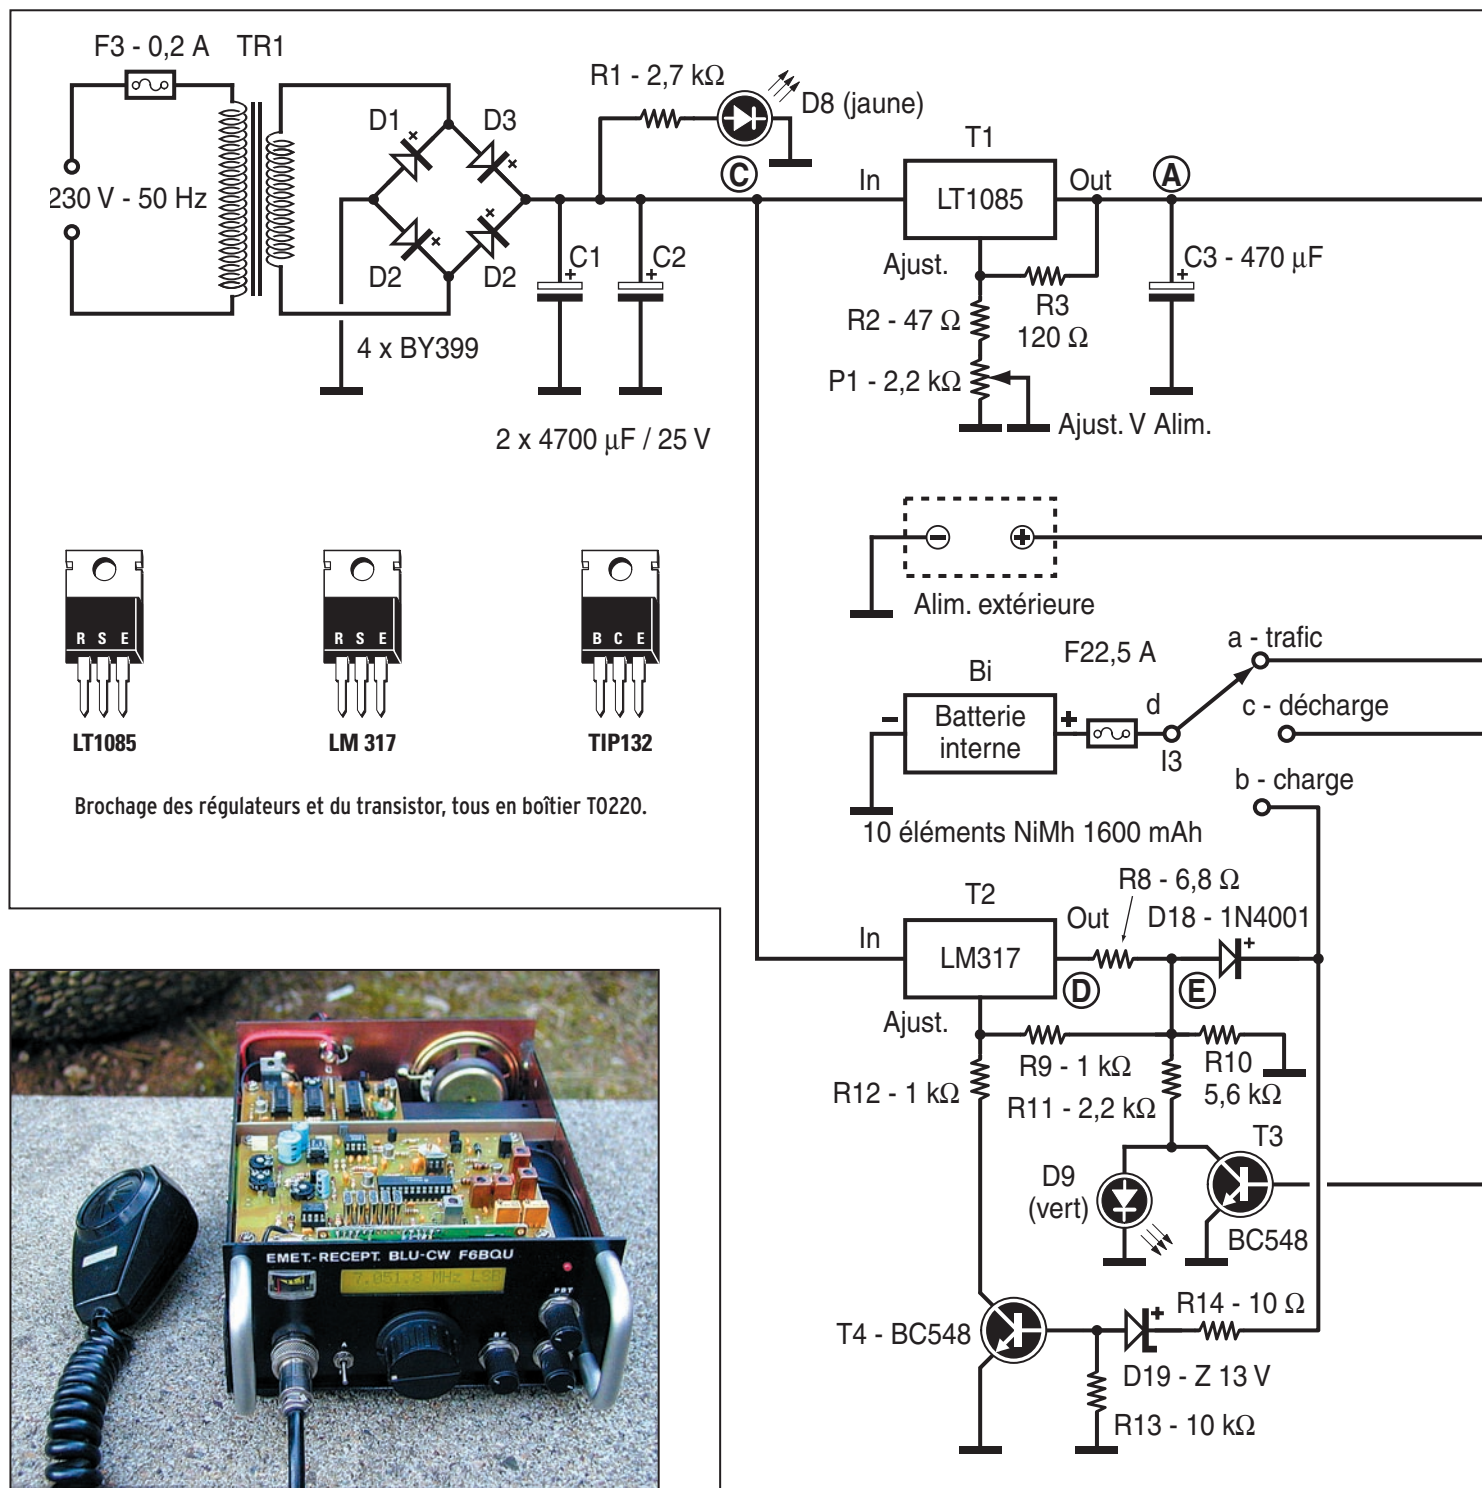 F3 - 0,2 A TR1
230 V - 50 Hz
D1 D3
D2 D2
4 x BY399
R1 - 2,7 kΩ
D8 (jaune)
C
C1 C2
+ +
2 x 4700 µF / 25 V
T1
In LT1085 Out
A
Ajust.
R3
120 Ω
R2 - 47 Ω
P1 - 2,2 kΩ
Ajust. V Alim.
C3 - 470 µF
+
R S E
LT1085
R S E
LM 317
B C E
TIP132
Brochage des régulateurs et du transistor, tous en boîtier TO220.
- +
Alim. extérieure
F22,5 A
a - trafic
Bi
- Batterie interne +
d
I3
c - décharge
b - charge
10 éléments NiMh 1600 mAh
T2
R8 - 6,8 Ω
In LM317 Out
D18 - 1N4001
+
D E
Ajust.
R9 - 1 kΩ
R10
5,6 kΩ
R12 - 1 kΩ
R11 - 2,2 kΩ
T3
D9
(vert)
BC548
R14 - 10 Ω
T4 - BC548
+
D19 - Z 13 V
R13 - 10 kΩ
EMET.-RECEPT. BLU-CW F6BQU
7.051.8 MHz LSB